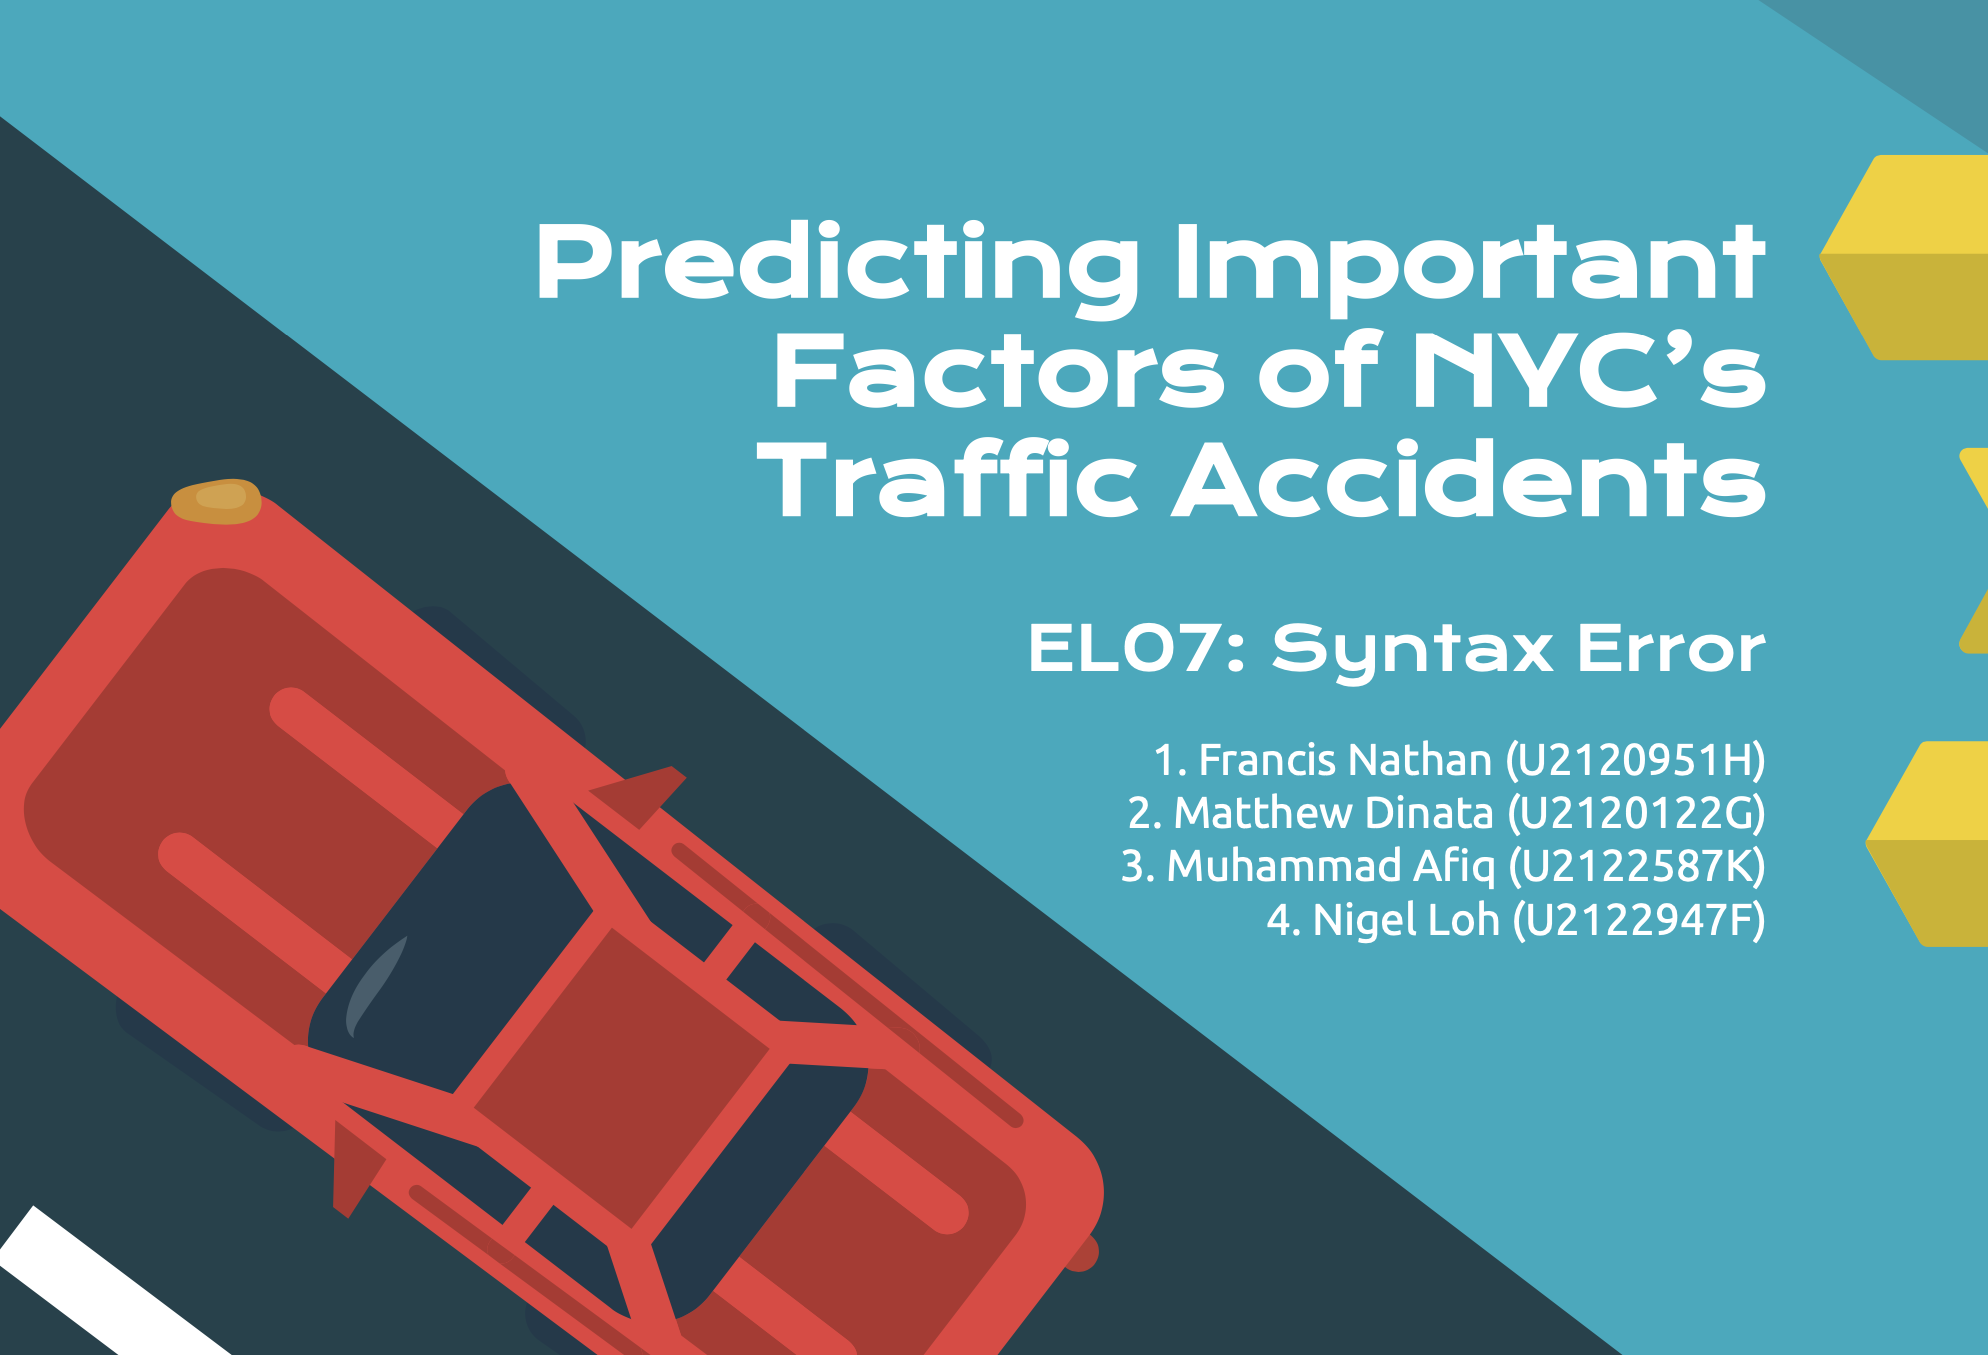 Predicting Important
Factors of NYC’s
Traffic Accidents
EL07: Syntax Error
1. Francis Nathan (U2120951H)
2. Matthew Dinata (U2120122G)
3. Muhammad Afiq (U2122587K)
4. Nigel Loh (U2122947F)